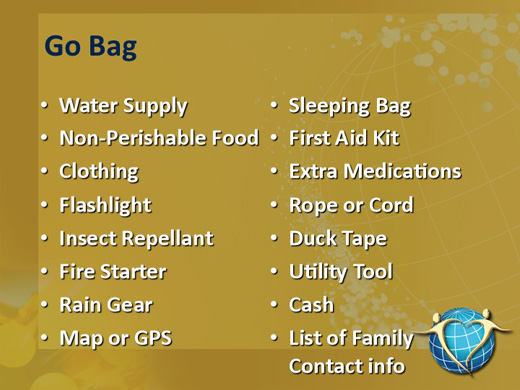 Go Bag
• Water Supply
• Non-Perishable Food
• Clothing
• Flashlight
• Insect Repellant
• Fire Starter
• Rain Gear
• Map or GPS
• Sleeping Bag
• First Aid Kit
• Extra Medications
• Rope or Cord
• Duck Tape
• Utility Tool
• Cash
• List of Family
Contact info